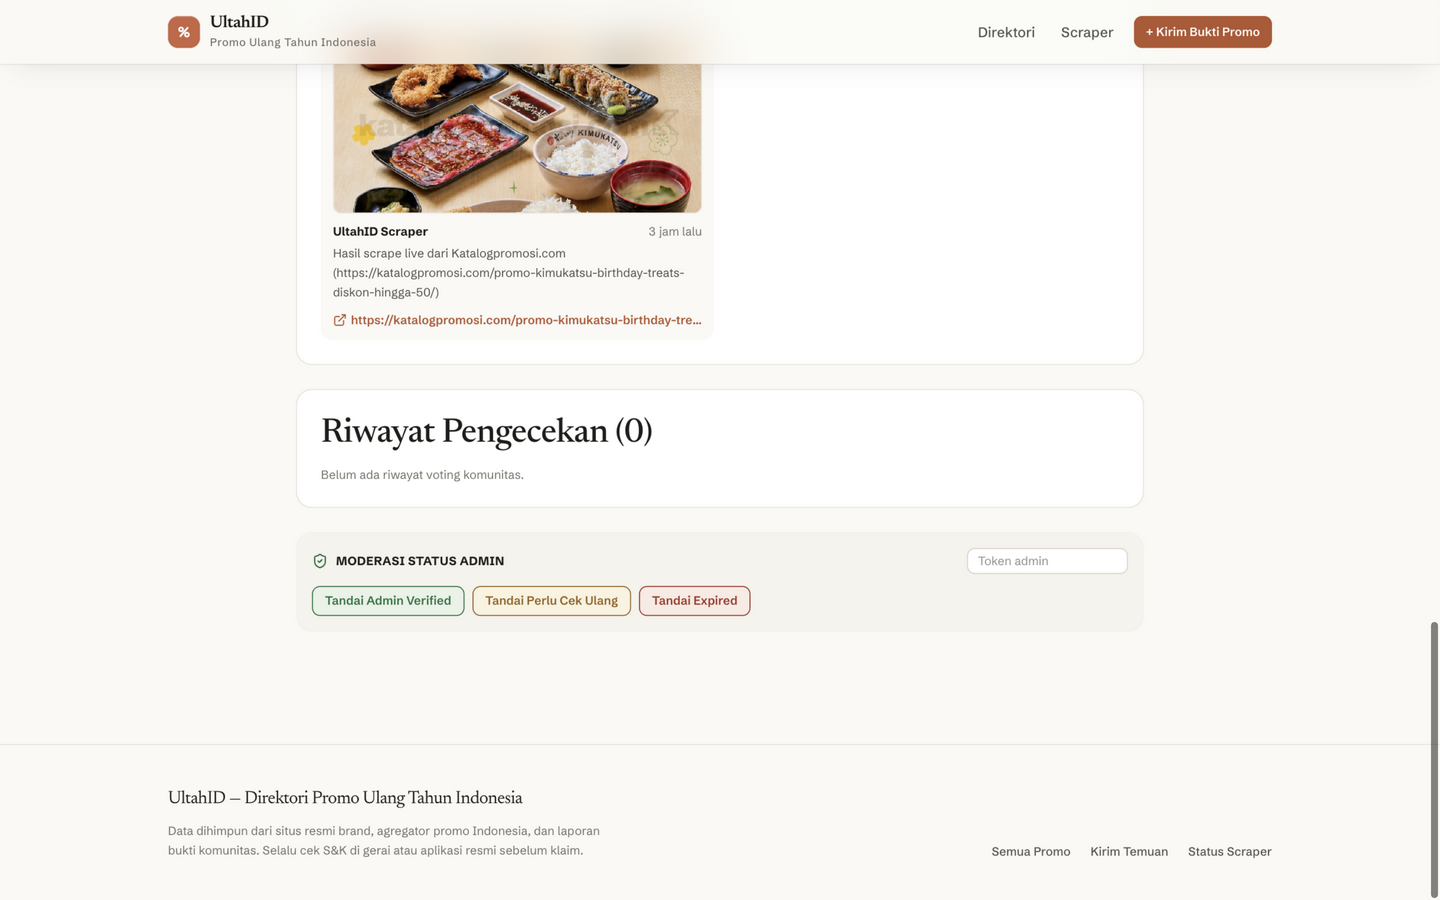 %
UltahID
Promo Ulang Tahun Indonesia
Direktori
Scraper
+ Kirim Bukti Promo
KIMUKATSU
UltahID Scraper
3 jam lalu
Hasil scrape live dari Katalogpromosi.com
(https://katalogpromosi.com/promo-kimukatsu-birthday-treats-
diskon-hingga-50/)
https://katalogpromosi.com/promo-kimukatsu-birthday-tre...
Riwayat Pengecekan (0)
Belum ada riwayat voting komunitas.
MODERASI STATUS ADMIN
Token admin
Tandai Admin Verified
Tandai Perlu Cek Ulang
Tandai Expired
UltahID — Direktori Promo Ulang Tahun Indonesia
Data dihimpun dari situs resmi brand, agregator promo Indonesia, dan laporan
bukti komunitas. Selalu cek S&K di gerai atau aplikasi resmi sebelum klaim.
Semua Promo
Kirim Temuan
Status Scraper